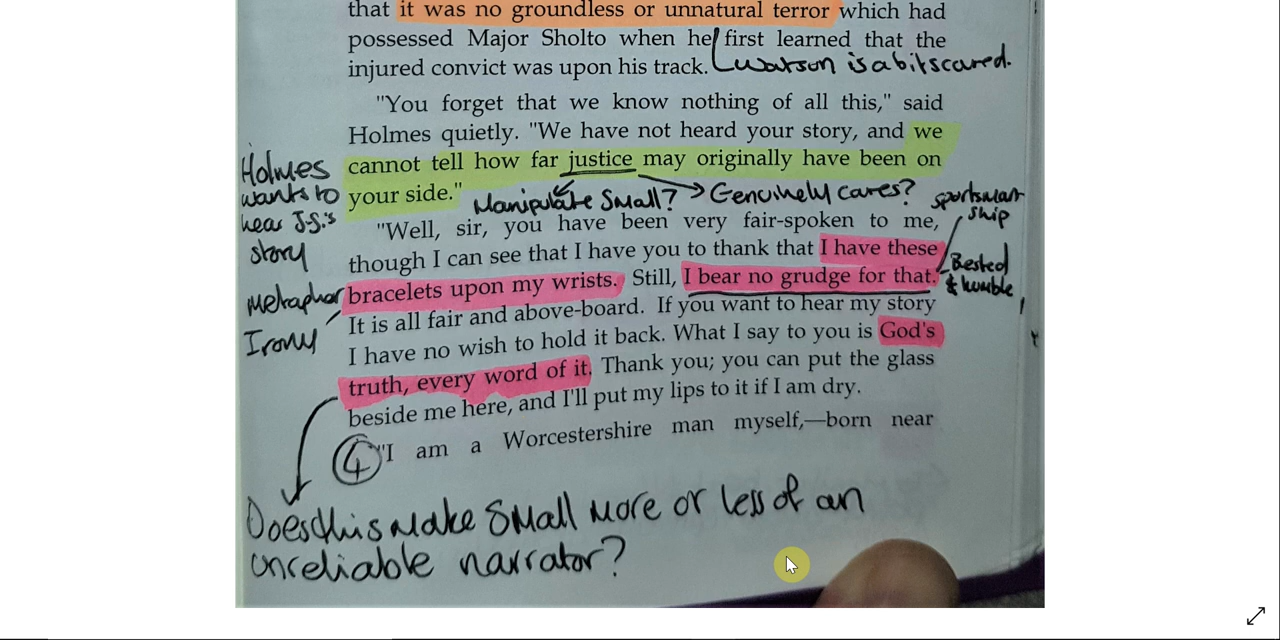 that it was no groundless or unnatural terror which had
possessed Major Sholto when he first learned that the
injured convict was upon his track.
Watson is a bit scared.
"You forget that we know nothing of all this," said
Holmes quietly. "We have not heard your story, and we
cannot tell how far justice may originally have been on
your side."
Holmes
wants to
hear J.S.'s
story
Manipulate Small?
Genuinely cares?
sportsman
ship
"Well, sir, you have been very fair-spoken to me,
though I can see that I have you to thank that I have these
bracelets upon my wrists. Still, I bear no grudge for that.
Bested
& humble
Metaphor
Irony
It is all fair and above-board. If you want to hear my story
I have no wish to hold it back. What I say to you is God's
truth, every word of it. Thank you; you can put the glass
beside me here, and I'll put my lips to it if I am dry.
4
"I am a Worcestershire man myself,—born near
Does this make Small more or less of an
unreliable narrator?